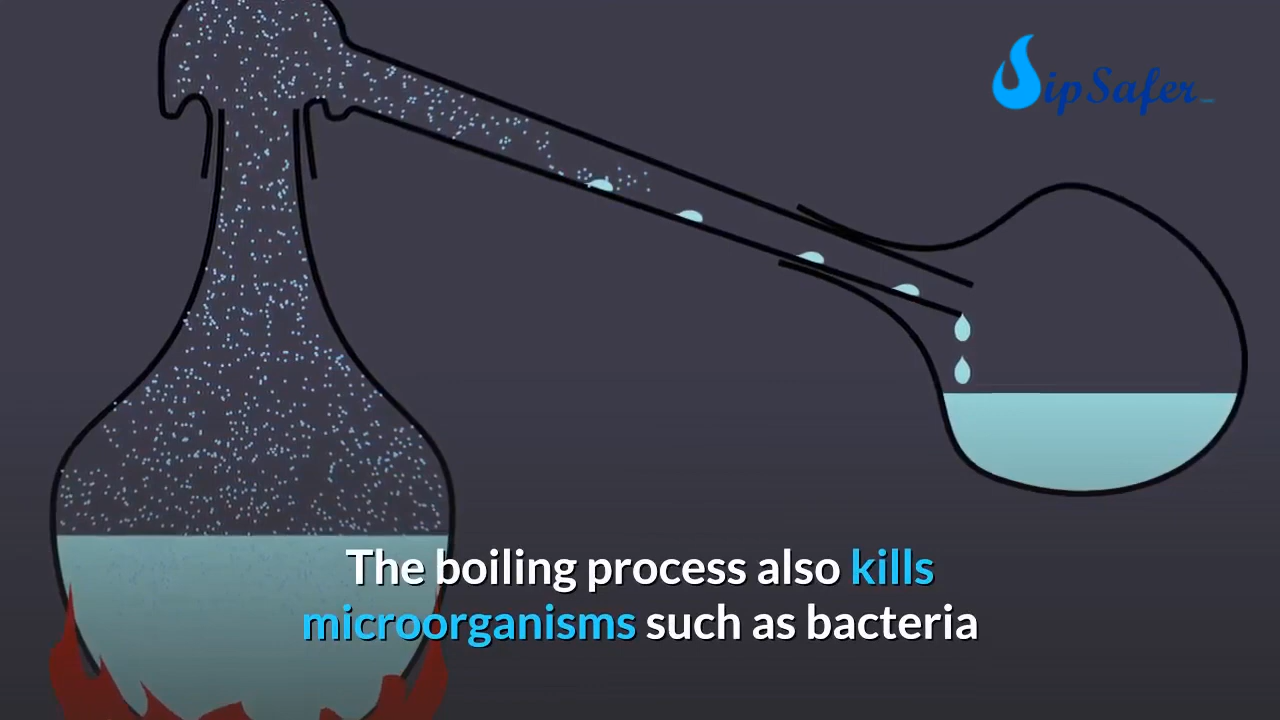 SipSafer
The boiling process also kills
microorganisms such as bacteria